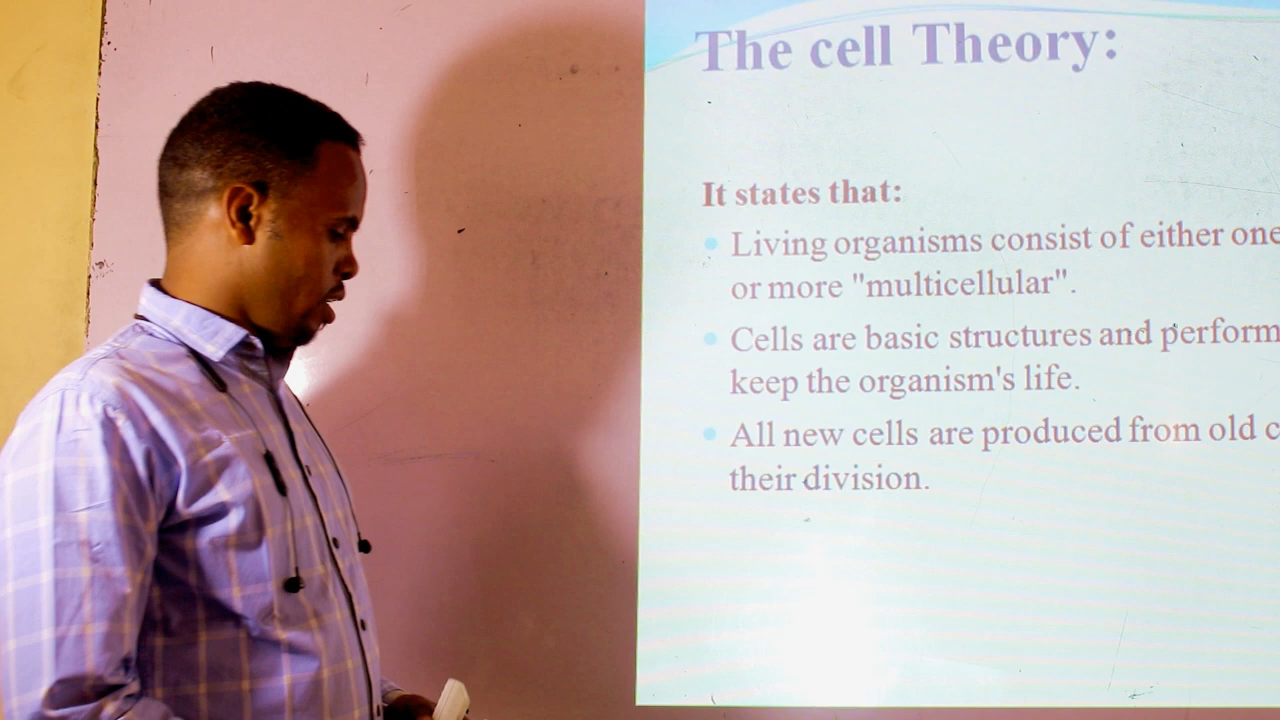 The cell Theory:
It states that:
Living organisms consist of either one
or more "multicellular".
Cells are basic structures and perform
keep the organism's life.
All new cells are produced from old
their division.